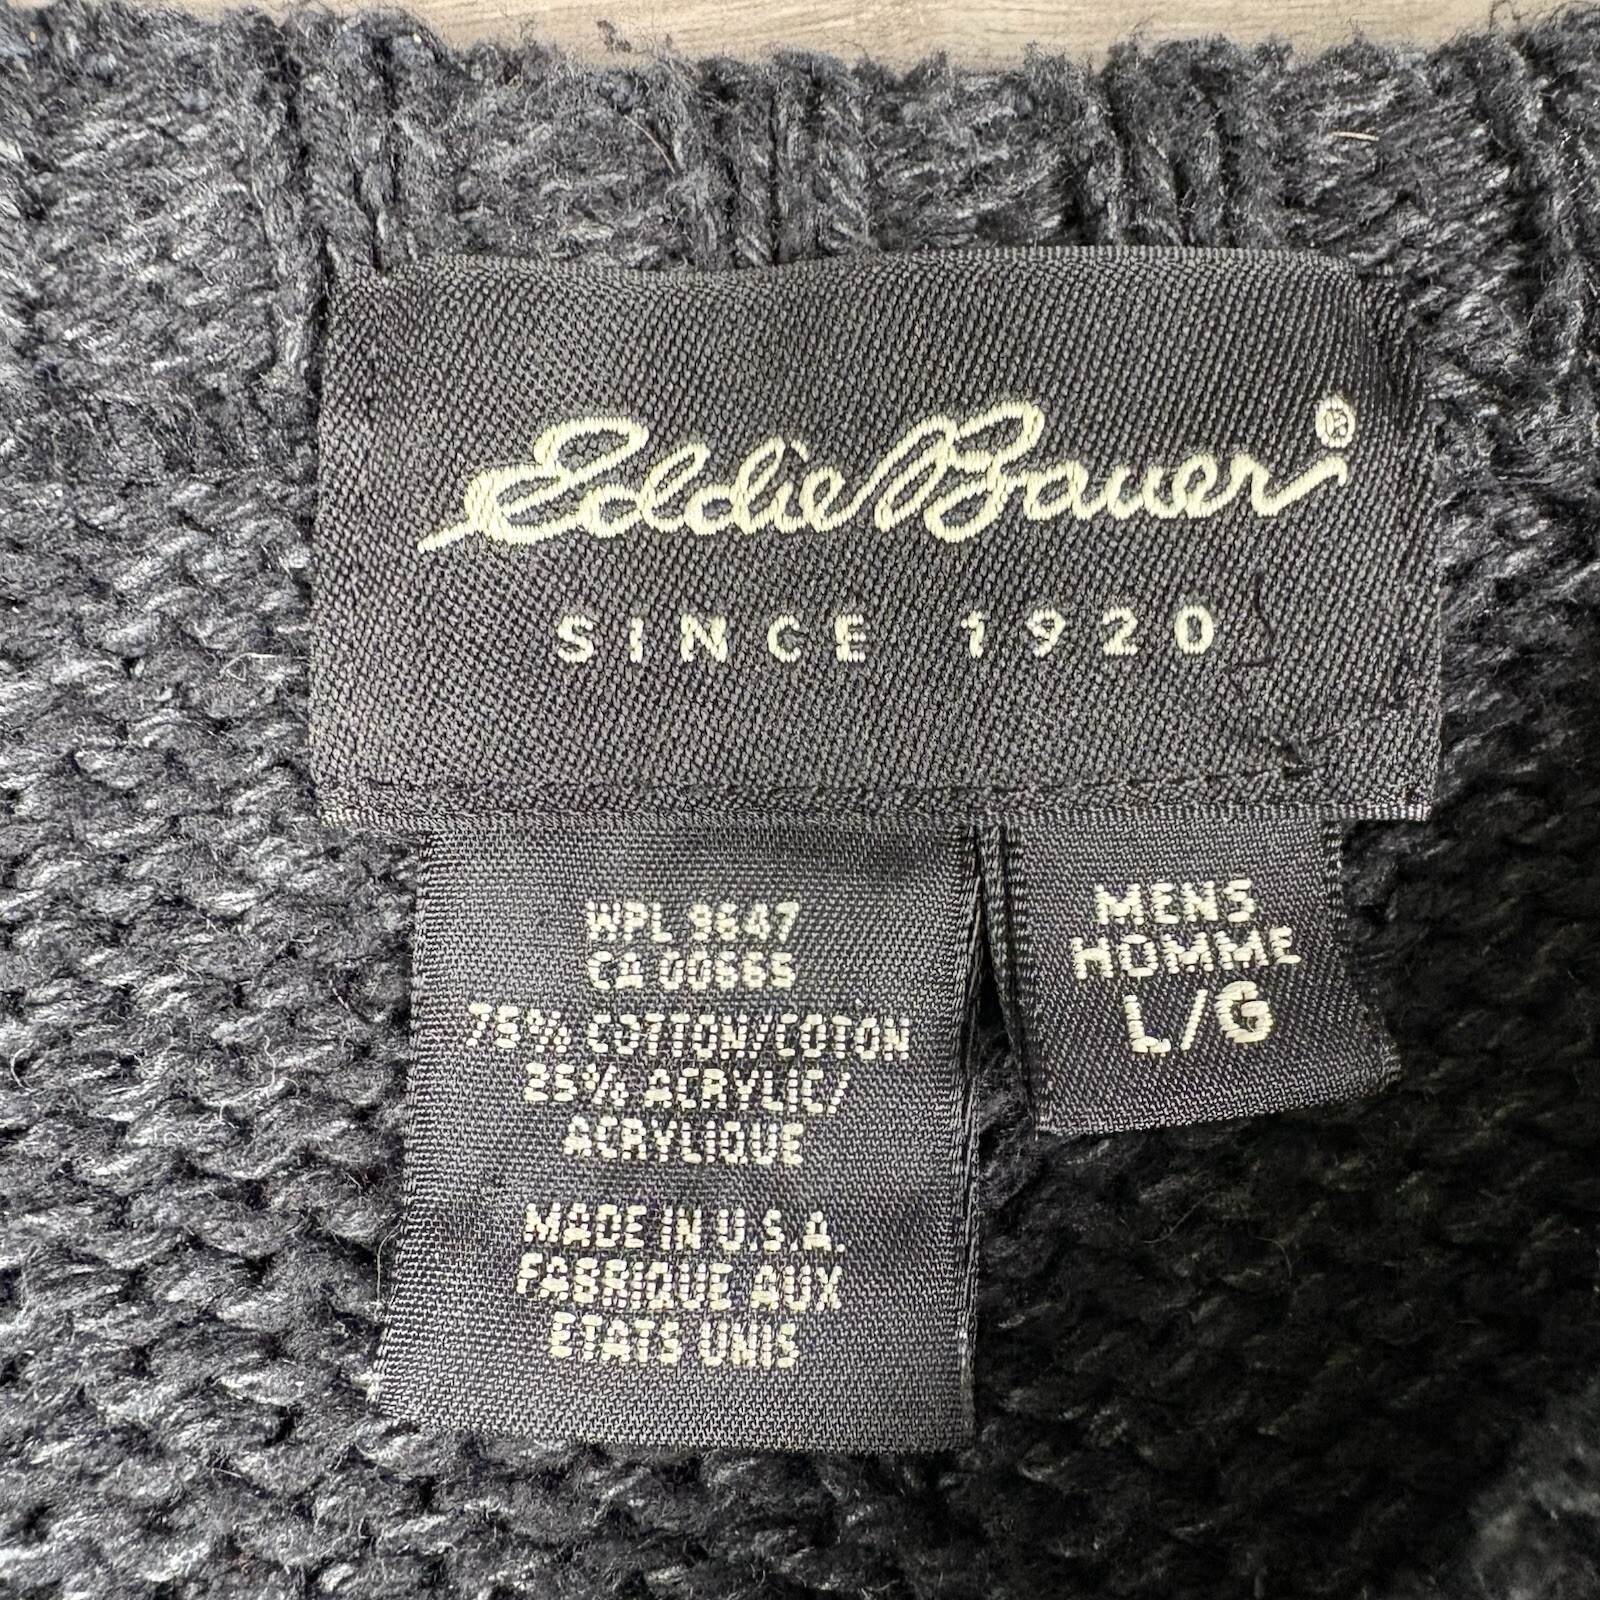 Eddie Bauer®
SINCE 1920
WPL 9647
CA 00565
75% COTTON/COTON
25% ACRYLIC/
ACRYLIQUE
MADE IN U.S.A.
FABRIQUE AUX
ETATS UNIS
MENS
HOMME
L/G